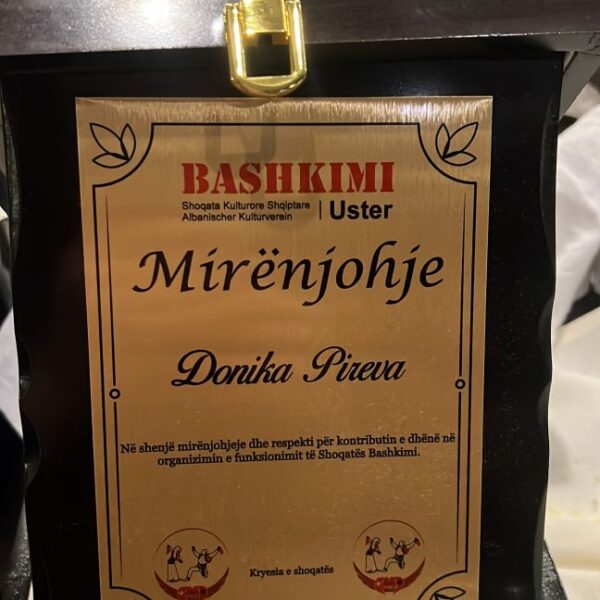 BASHKIMI
Shoqata Kulturore Shqiptare
Albanischer Kulturverein | Uster
Mirënjohje
Donika Pireva
Në shenjë mirënjohjeje dhe respekti për kontributin e dhënë në
organizimin e funksionimit të Shoqatës Bashkimi.
Kryesia e shoqatës